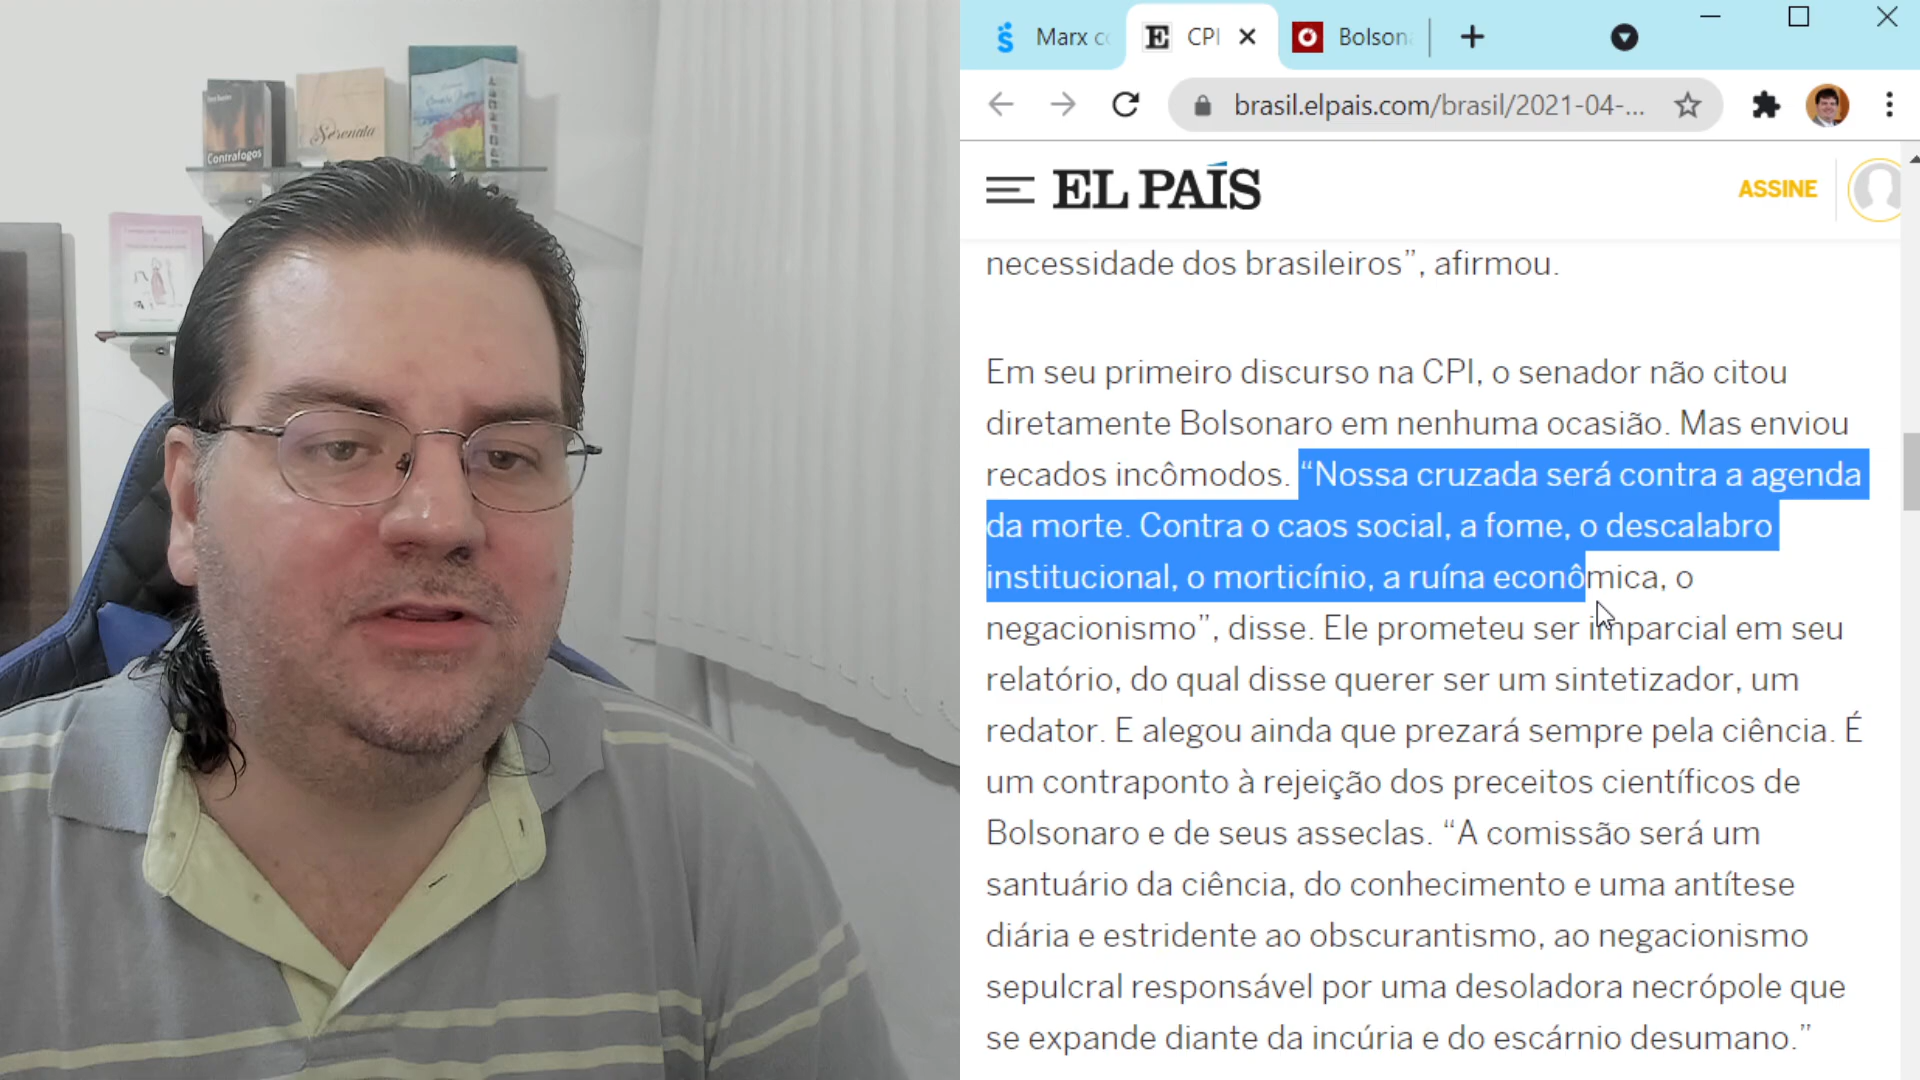 Contrafogos
Serenata
Marx co
CPI
Bolsona
brasil.elpais.com/brasil/2021-04-...
EL PAÍS
ASSINE
necessidade dos brasileiros”, afirmou.
Em seu primeiro discurso na CPI, o senador não citou
diretamente Bolsonaro em nenhuma ocasião. Mas enviou
recados incômodos. “Nossa cruzada será contra a agenda
da morte. Contra o caos social, a fome, o descalabro
institucional, o morticínio, a ruína econômica, o
negacionismo”, disse. Ele prometeu ser imparcial em seu
relatório, do qual disse querer ser um sintetizador, um
redator. E alegou ainda que prezará sempre pela ciência. É
um contraponto à rejeição dos preceitos científicos de
Bolsonaro e de seus asseclas. “A comissão será um
santuário da ciência, do conhecimento e uma antítese
diária e estridente ao obscurantismo, ao negacionismo
sepulcral responsável por uma desoladora necrópole que
se expande diante da incúria e do escárnio desumano.”